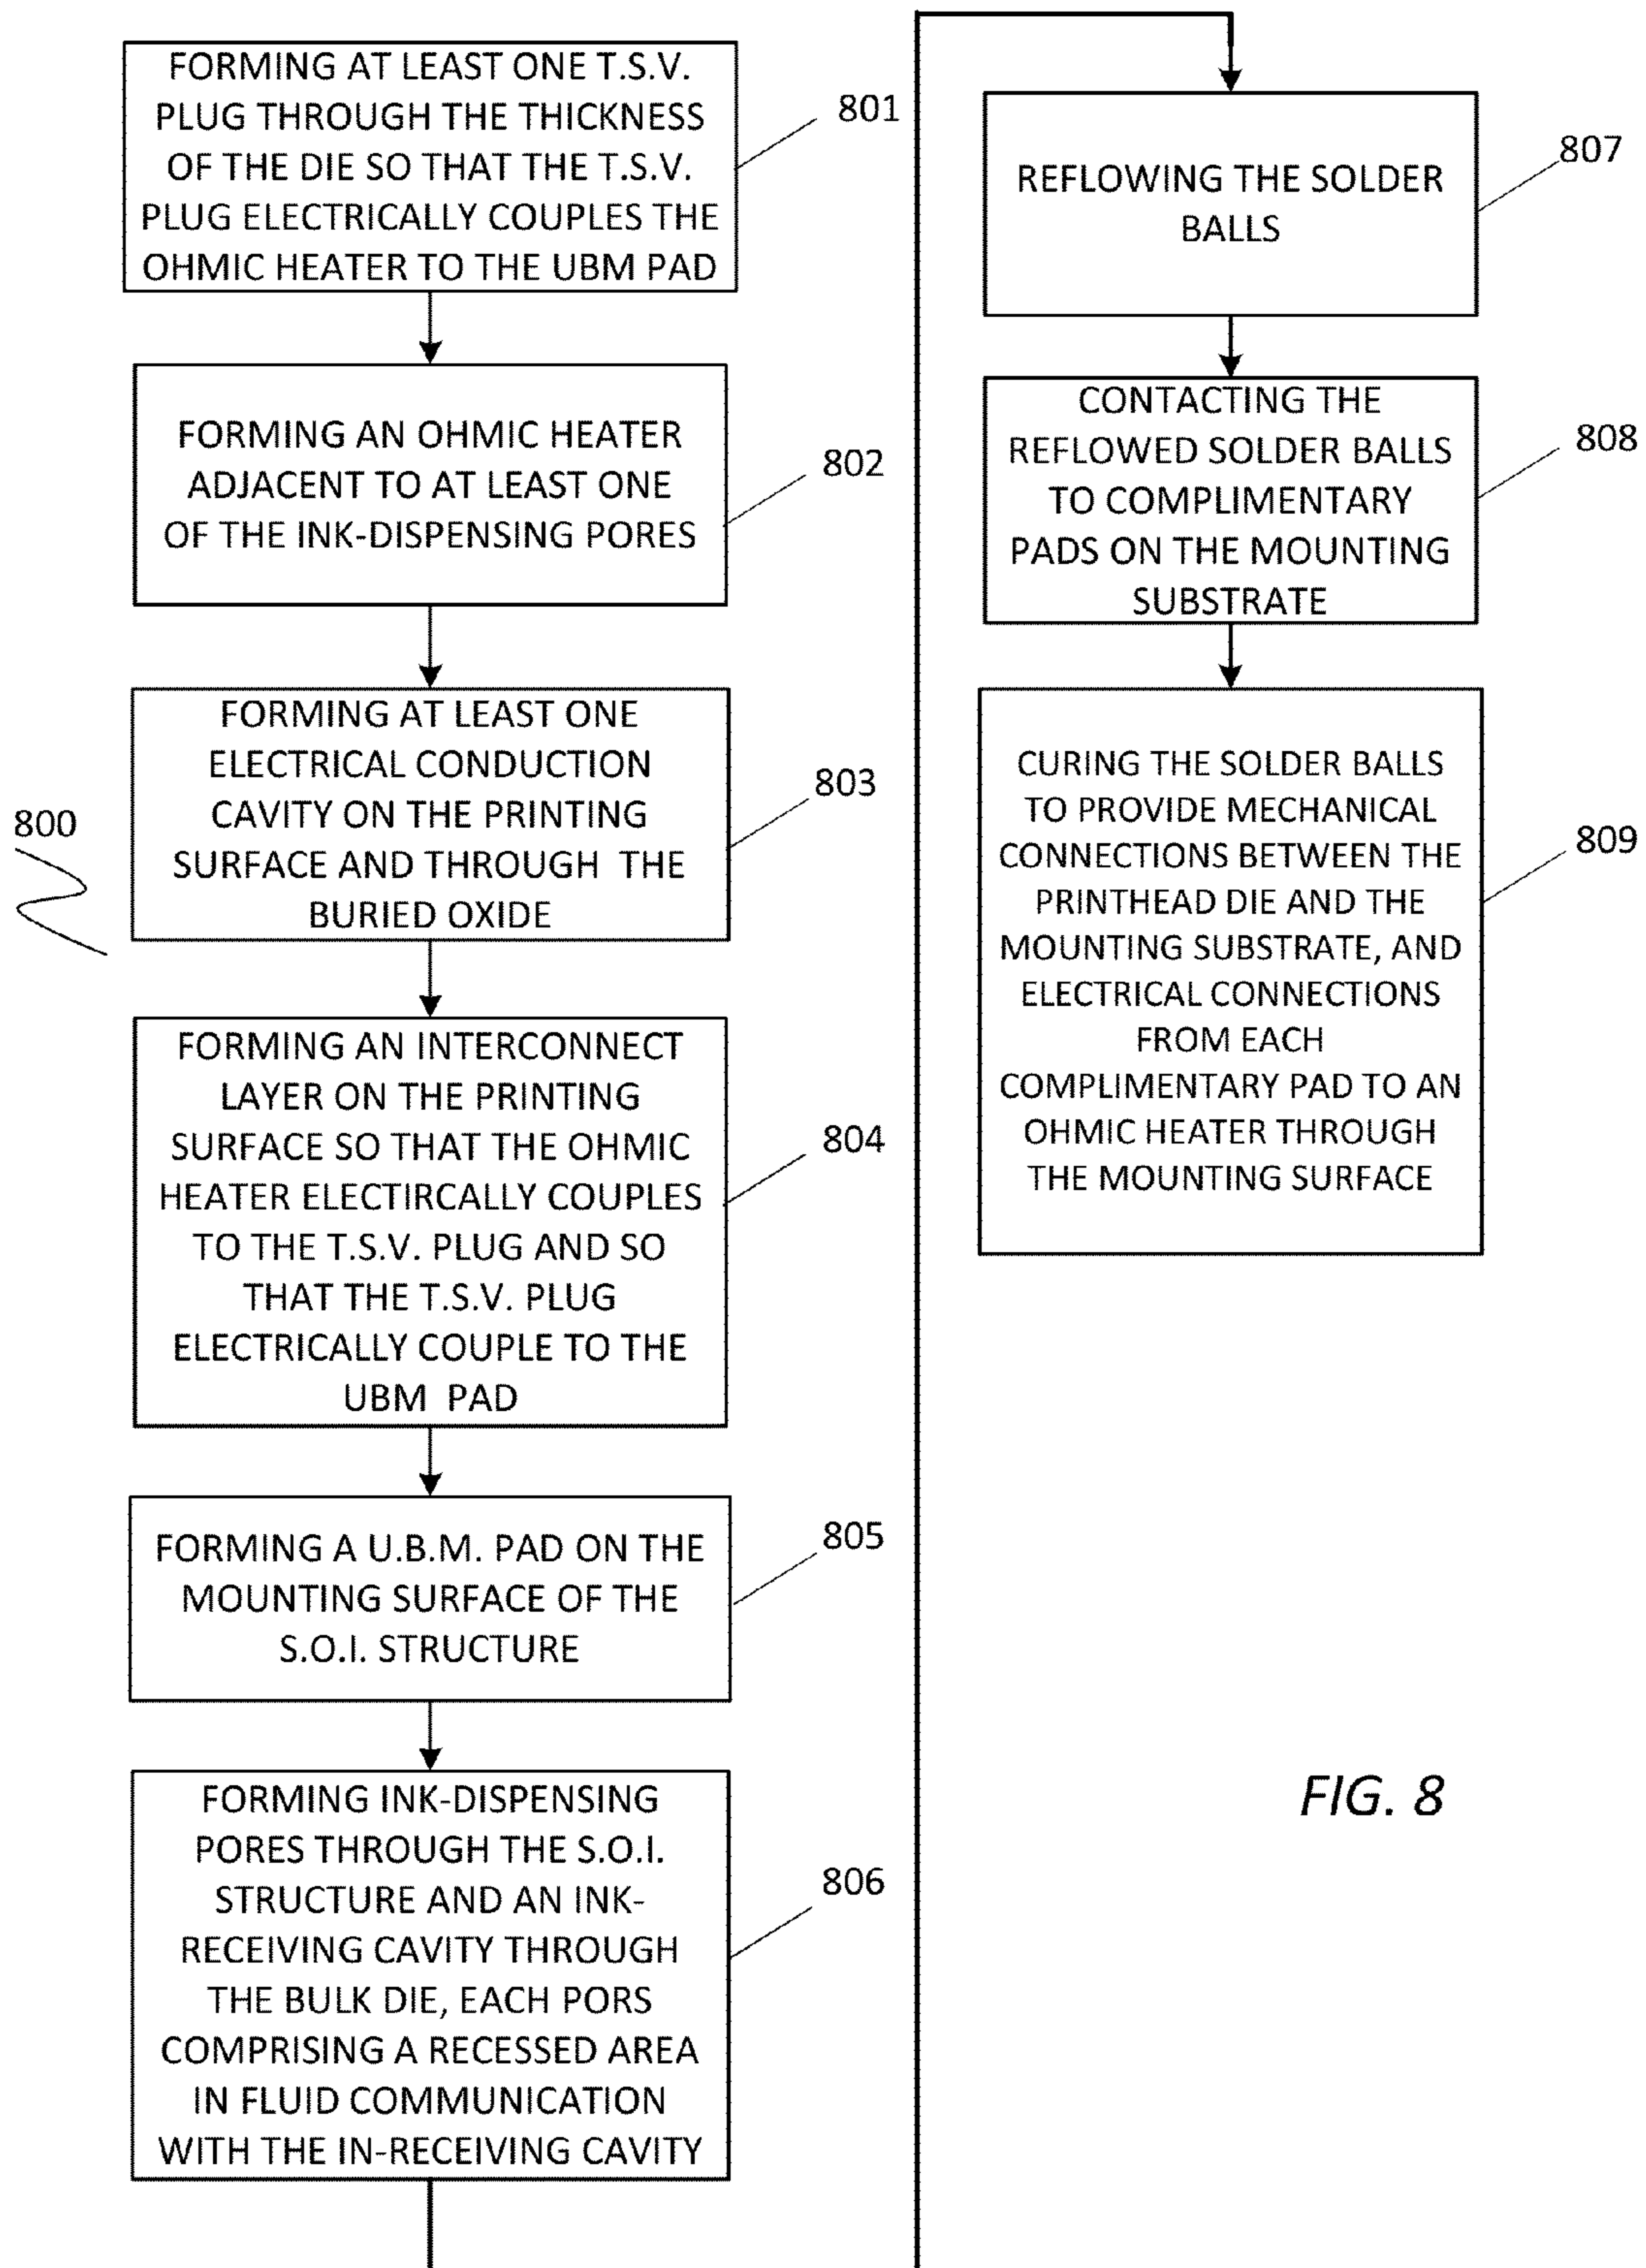 FORMING AT LEAST ONE T.S.V.
PLUG THROUGH THE THICKNESS
OF THE DIE SO THAT THE T.S.V.
PLUG ELECTRICALLY COUPLES THE
OHMIC HEATER TO THE UBM PAD
801
FORMING AN OHMIC HEATER
ADJACENT TO AT LEAST ONE
OF THE INK-DISPENSING PORES
802
FORMING AT LEAST ONE
ELECTRICAL CONDUCTION
CAVITY ON THE PRINTING
SURFACE AND THROUGH THE
BURIED OXIDE
803
800
FORMING AN INTERCONNECT
LAYER ON THE PRINTING
SURFACE SO THAT THE OHMIC
HEATER ELECTIRCALLY COUPLES
TO THE T.S.V. PLUG AND SO
THAT THE T.S.V. PLUG
ELECTRICALLY COUPLE TO THE
UBM PAD
804
FORMING A U.B.M. PAD ON THE
MOUNTING SURFACE OF THE
S.O.I. STRUCTURE
805
FORMING INK-DISPENSING
PORES THROUGH THE S.O.I.
STRUCTURE AND AN INK-
RECEIVING CAVITY THROUGH
THE BULK DIE, EACH PORS
COMPRISING A RECESSED AREA
IN FLUID COMMUNICATION
WITH THE IN-RECEIVING CAVITY
806
REFLOWING THE SOLDER
BALLS
807
CONTACTING THE
REFLOWED SOLDER BALLS
TO COMPLIMENTARY
PADS ON THE MOUNTING
SUBSTRATE
808
CURING THE SOLDER BALLS
TO PROVIDE MECHANICAL
CONNECTIONS BETWEEN THE
PRINTHEAD DIE AND THE
MOUNTING SUBSTRATE, AND
ELECTRICAL CONNECTIONS
FROM EACH
COMPLIMENTARY PAD TO AN
OHMIC HEATER THROUGH
THE MOUNTING SURFACE
809
FIG. 8